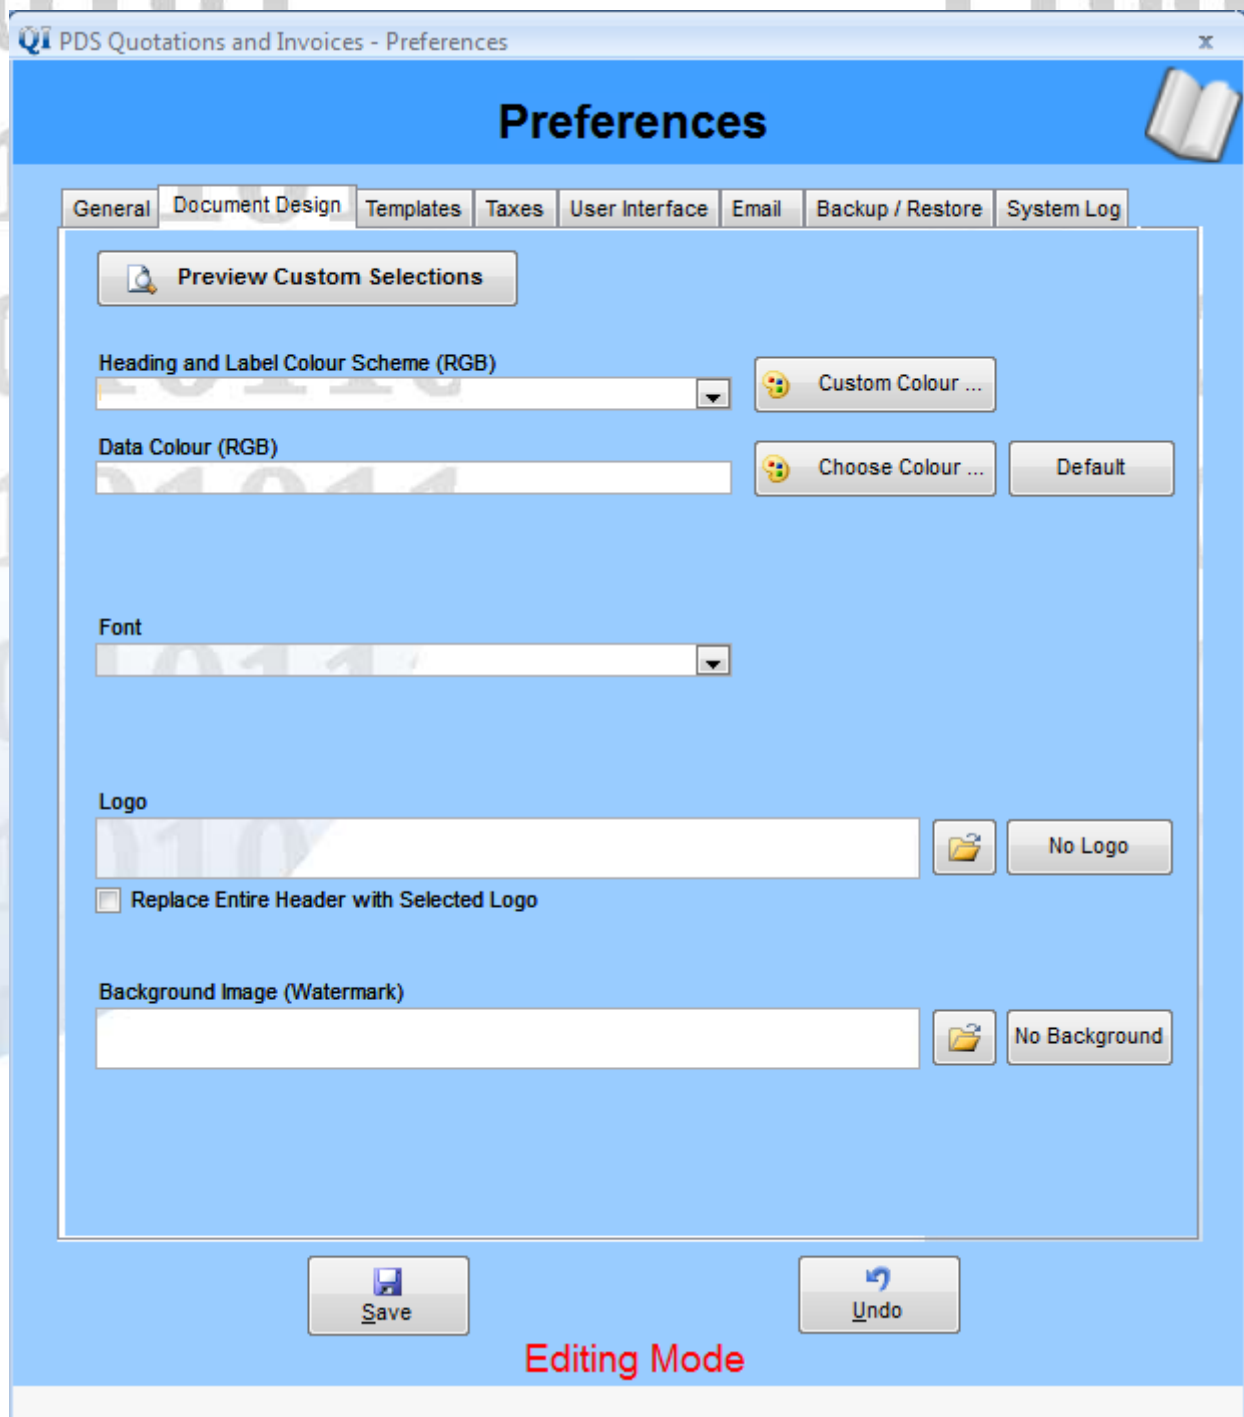 QI PDS Quotations and Invoices - Preferences x
Preferences
General Document Design Templates Taxes User Interface Email Backup / Restore System Log
Preview Custom Selections
Heading and Label Colour Scheme (RGB)
Custom Colour ...
Data Colour (RGB)
Choose Colour ... Default
Font
Logo
No Logo
Replace Entire Header with Selected Logo
Background Image (Watermark)
No Background
Save Undo
Editing Mode